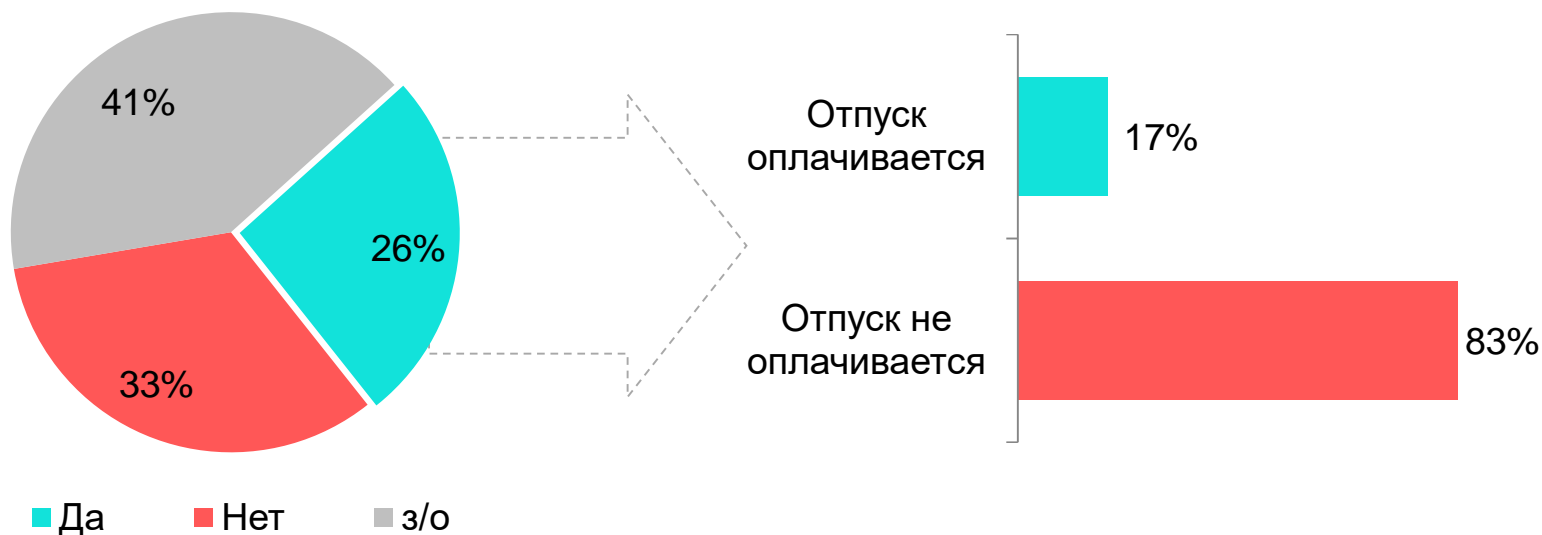 41%
26%
33%
Да
Нет
з/о
Отпуск
оплачивается
17%
Отпуск не
оплачивается
83%